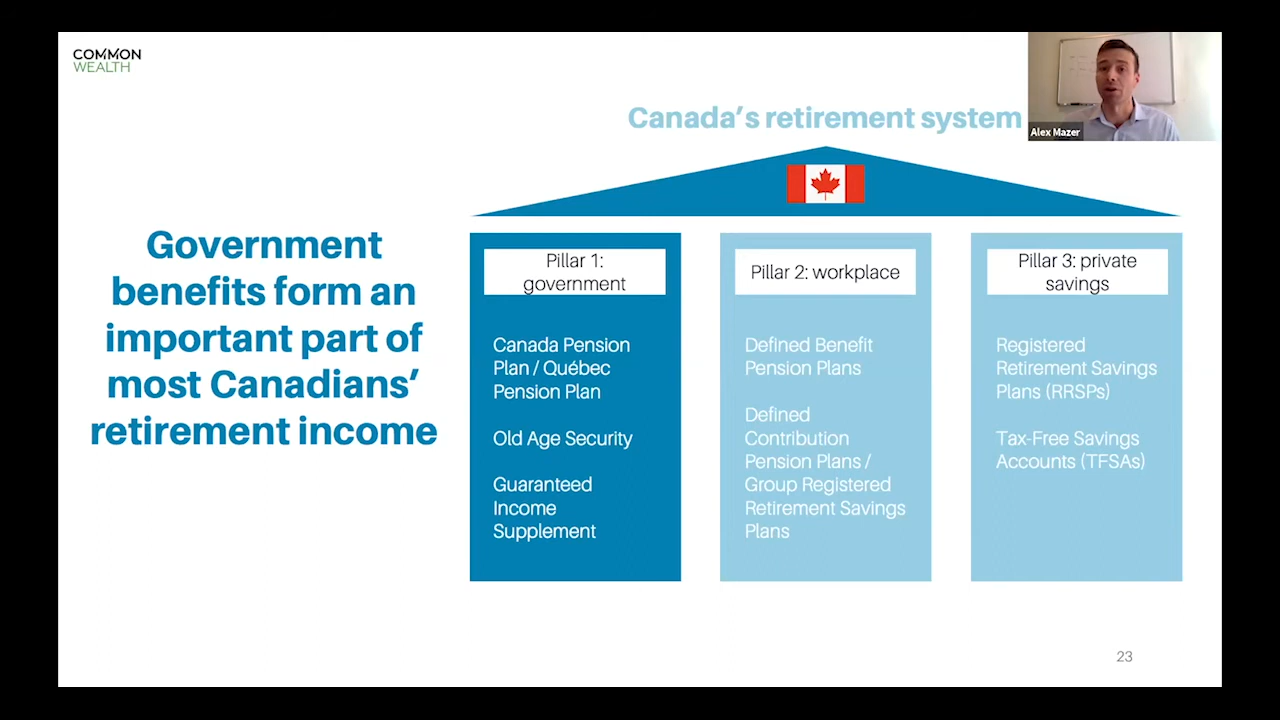 COMMON
WEALTH
Alex Mazer
Canada's retirement system
Government
benefits form an
important part of
most Canadians'
retirement income
Pillar 1:
government
Canada Pension
Plan / Québec
Pension Plan
Old Age Security
Guaranteed
Income
Supplement
Pillar 2: workplace
Defined Benefit
Pension Plans
Defined
Contribution
Pension Plans /
Group Registered
Retirement Savings
Plans
Pillar 3: private
savings
Registered
Retirement Savings
Plans (RRSPs)
Tax-Free Savings
Accounts (TFSAs)
23